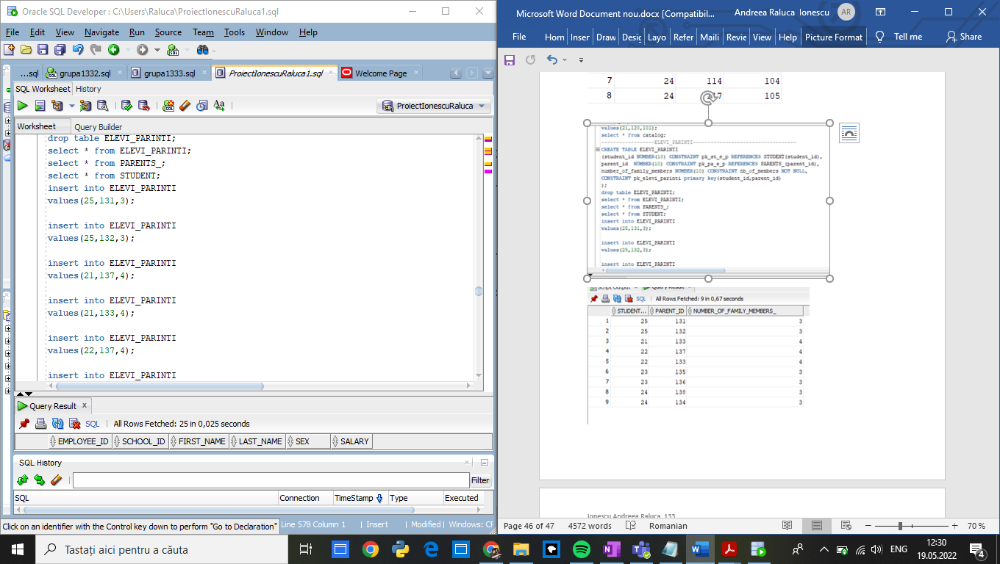 Oracle SQL Developer : C:\Users\Raluca\ProiectIonescuRaluca1.sql
File Edit View Navigate Run Source Team Tools Window Help
...sql grupa1332.sql grupa1333.sql ProiectIonescuRaluca1.sql Welcome Page
SQL Worksheet History
ProiectIonescuRaluca
Worksheet Query Builder
drop table ELEVI_PARINTI;
select * from ELEVI_PARINTI;
select * from PARENTS_;
select * from STUDENT;
insert into ELEVI_PARINTI
values(25,131,3);
insert into ELEVI_PARINTI
values(25,132,3);
insert into ELEVI_PARINTI
values(21,137,4);
insert into ELEVI_PARINTI
values(21,133,4);
insert into ELEVI_PARINTI
values(22,137,4);
insert into ELEVI_PARINTI
Query Result x
SQL | All Rows Fetched: 25 in 0,025 seconds
EMPLOYEE_ID SCHOOL_ID FIRST_NAME LAST_NAME SEX SALARY
SQL History
Filter
SQL Connection TimeStamp Type Executed
Click on an identifier with the Control key down to perform "Go to Declaration" Line 578 Column 1 | Insert | Modified | Windows: CF
Microsoft Word Document nou.docx [Compatibil... Andreea Raluca Ionescu AR
File Hom Inser Draw Desig Layo Refer Maili Revie View Help Picture Format Tell me Share
7 24 114 104
8 24 105
values(21,120,101);
select * from catalog;
------------------ELEVI_PARINTI------------------------------------
CREATE TABLE ELEVI_PARINTI
(student_id NUMBER(10) CONSTRAINT pk_st_e_p REFERENCES STUDENT(student_id),
parent_id NUMBER(10) CONSTRAINT pk_pa_e_p REFERENCES PARENTS_(parent_id),
number_of_family_members NUMBER(10) CONSTRAINT nb_of_members NOT NULL,
CONSTRAINT pk_elevi_parinti primary key(student_id,parent_id)
);
drop table ELEVI_PARINTI;
select * from ELEVI_PARINTI;
select * from PARENTS_;
select * from STUDENT;
insert into ELEVI_PARINTI
values(25,131,3);
insert into ELEVI_PARINTI
values(25,132,3);
insert into ELEVI_PARINTI
Script Output Query Result
SQL | All Rows Fetched: 9 in 0,67 seconds
STUDENT... PARENT_ID NUMBER_OF_FAMILY_MEMBERS_
1 25 131 3
2 25 132 3
3 21 133 4
4 22 137 4
5 22 133 4
6 23 135 3
7 23 136 3
8 24 138 3
9 24 134 3
Ionescu Andreea Raluca, 133
Page 46 of 47 4572 words Romanian 70 %
Tastați aici pentru a căuta
ENG 12:30
19.05.2022
4